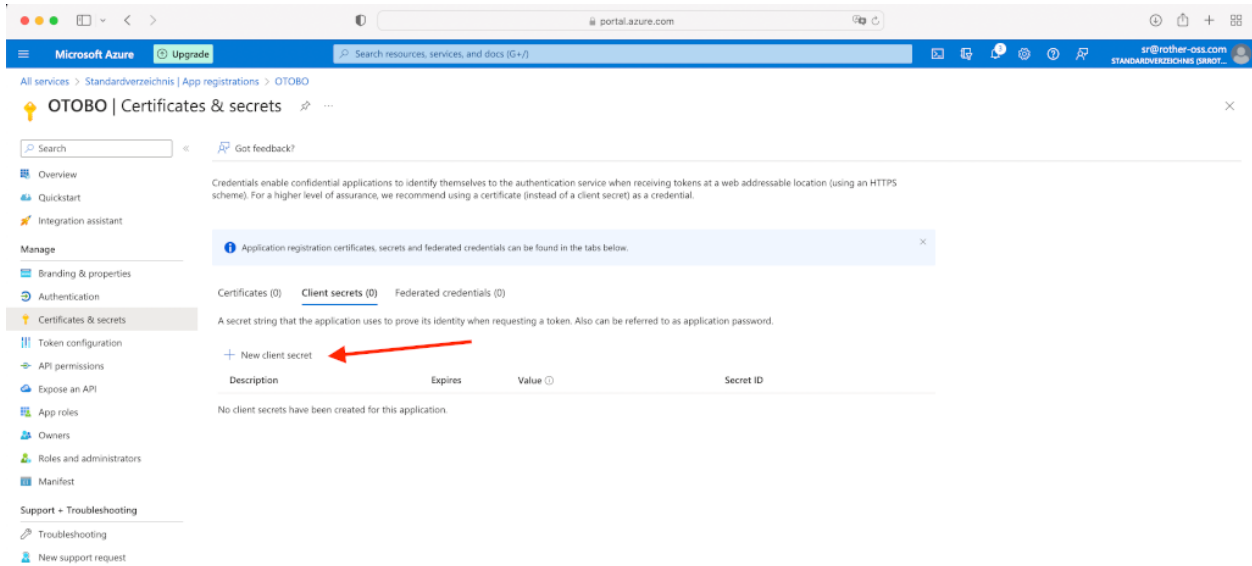 portal.azure.com
Microsoft Azure
Upgrade
Search resources, services, and docs (G+/)
1
sr@rother-oss.com
STANDARDVERZEICHNIS (SRROT...
All services > Standardverzeichnis | App registrations > OTOBO
OTOBO | Certificates & secrets
Search
Got feedback?
Overview
Quickstart
Integration assistant
Manage
Branding & properties
Authentication
Certificates & secrets
Token configuration
API permissions
Expose an API
App roles
Owners
Roles and administrators
Manifest
Support + Troubleshooting
Troubleshooting
New support request
Credentials enable confidential applications to identify themselves to the authentication service when receiving tokens at a web addressable location (using an HTTPS
scheme). For a higher level of assurance, we recommend using a certificate (instead of a client secret) as a credential.
Application registration certificates, secrets and federated credentials can be found in the tabs below.
Certificates (0) Client secrets (0) Federated credentials (0)
A secret string that the application uses to prove its identity when requesting a token. Also can be referred to as application password.
New client secret
Description Expires Value Secret ID
No client secrets have been created for this application.